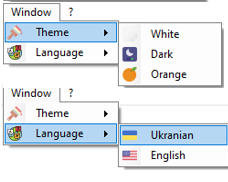 Window ?
Theme
White
Language
Dark
Orange
Window ?
Theme
Language
Ukranian
English